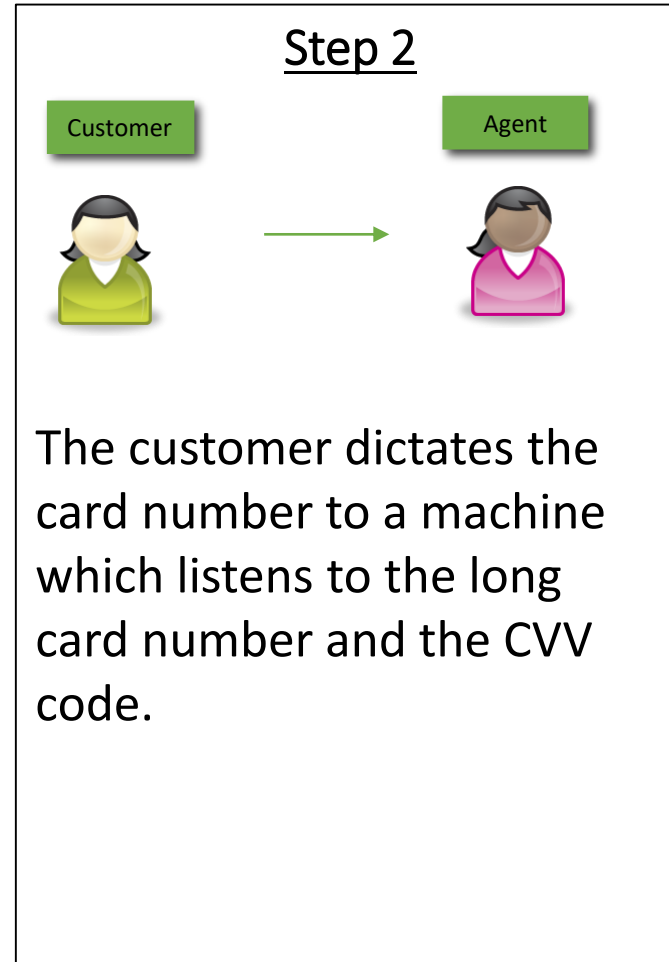 Step 2
Customer
Agent
The customer dictates the
card number to a machine
which listens to the long
card number and the CVV
code.